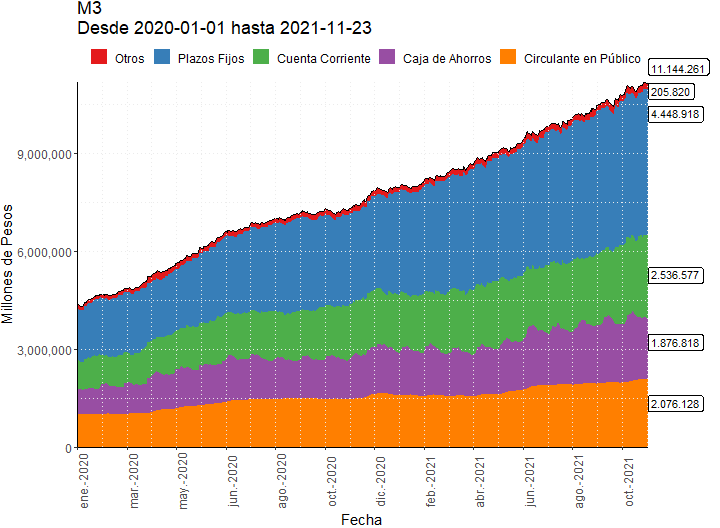 M3
Desde 2020-01-01 hasta 2021-11-23
Otros Plazos Fijos Cuenta Corriente Caja de Ahorros Circulante en Público
11.144.261
205.820
4.448.918
2.536.577
1.876.818
2.076.128
Millones de Pesos
9,000,000
6,000,000
3,000,000
0
ene.-2020 mar.-2020 may.-2020 jun.-2020 ago.-2020 oct.-2020 dic.-2020 feb.-2021 abr.-2021 jun.-2021 ago.-2021 oct.-2021
Fecha